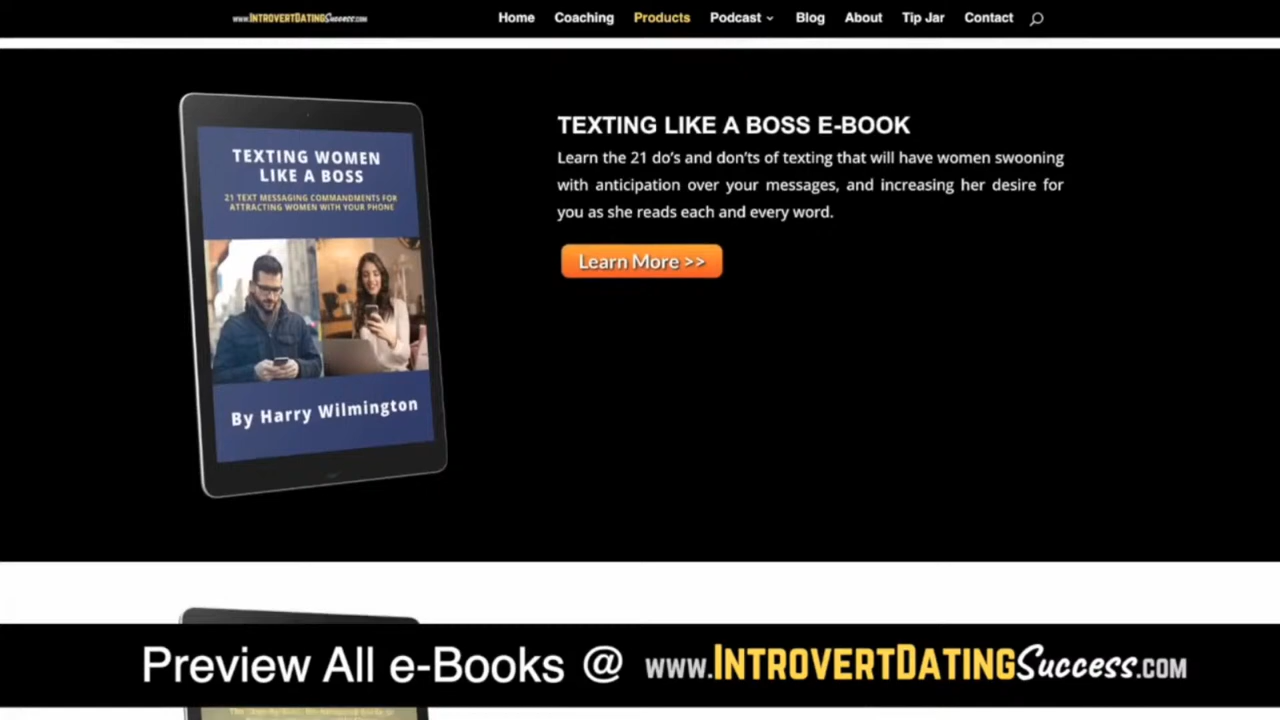 www.INTROVERTDATINGSuccess.com
Home Coaching Products Podcast Blog About Tip Jar Contact
TEXTING WOMEN
LIKE A BOSS
21 TEXT MESSAGING COMMANDMENTS FOR
ATTRACTING WOMEN WITH YOUR PHONE
By Harry Wilmington
TEXTING LIKE A BOSS E-BOOK
Learn the 21 do's and don'ts of texting that will have women swooning
with anticipation over your messages, and increasing her desire for
you as she reads each and every word.
Learn More >>
Preview All e-Books @ www.INTROVERTDATINGSuccess.com